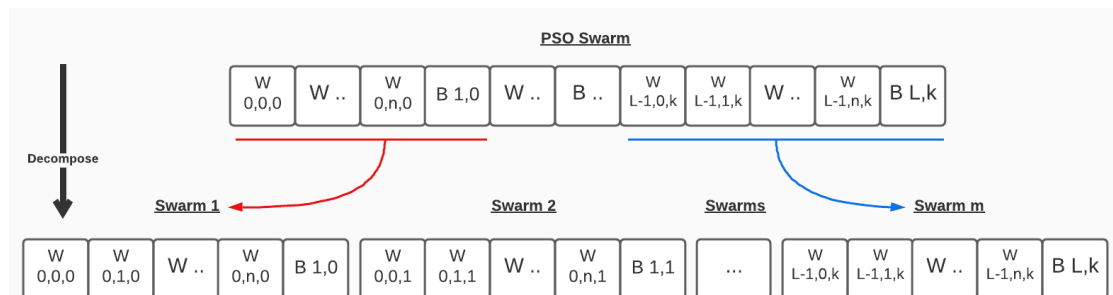 PSO Swarm
W 0,0,0 W .. W 0,n,0 B 1,0 W .. B .. W L-1,0,k W L-1,1,k W .. W L-1,n,k B L,k
Decompose
Swarm 1 Swarm 2 Swarms Swarm m
W 0,0,0 W 0,1,0 W .. W 0,n,0 B 1,0 W 0,0,1 W 0,1,1 W .. W 0,n,1 B 1,1 ... W L-1,0,k W L-1,1,k W .. W L-1,n,k B L,k